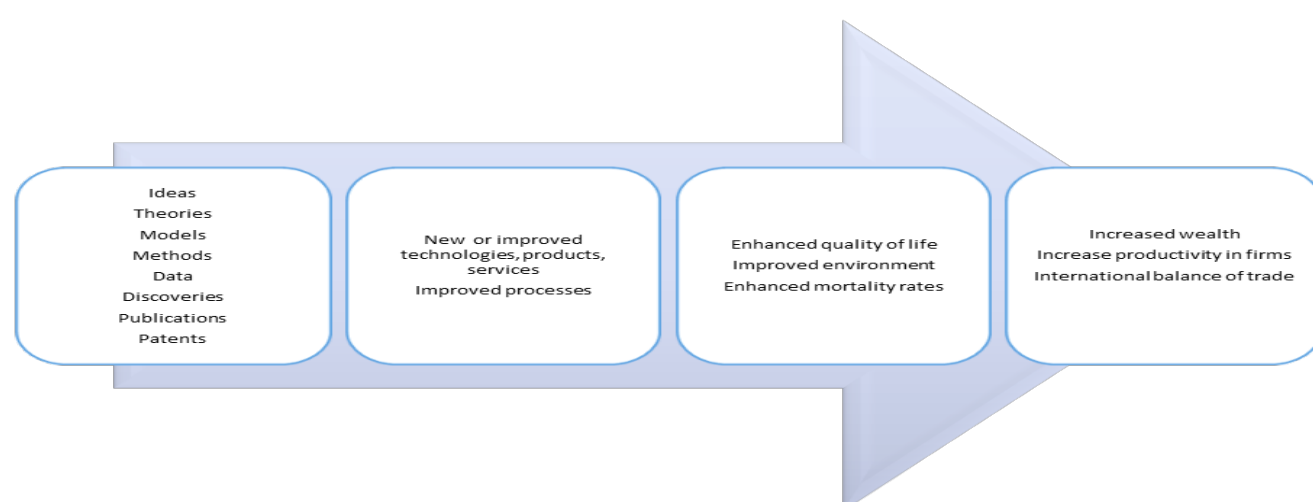 Ideas
Theories
Models
Methods
Data
Discoveries
Publications
Patents
New or improved
technologies, products,
services
Improved processes
Enhanced quality of life
Improved environment
Enhanced mortality rates
Increased wealth
Increase productivity in firms
International balance of trade